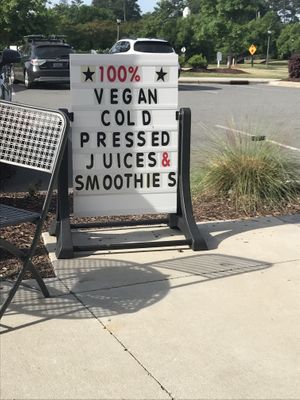 ★ 100% ★
VEGAN
COLD
PRESSED
JUICES &
SMOOTHIES